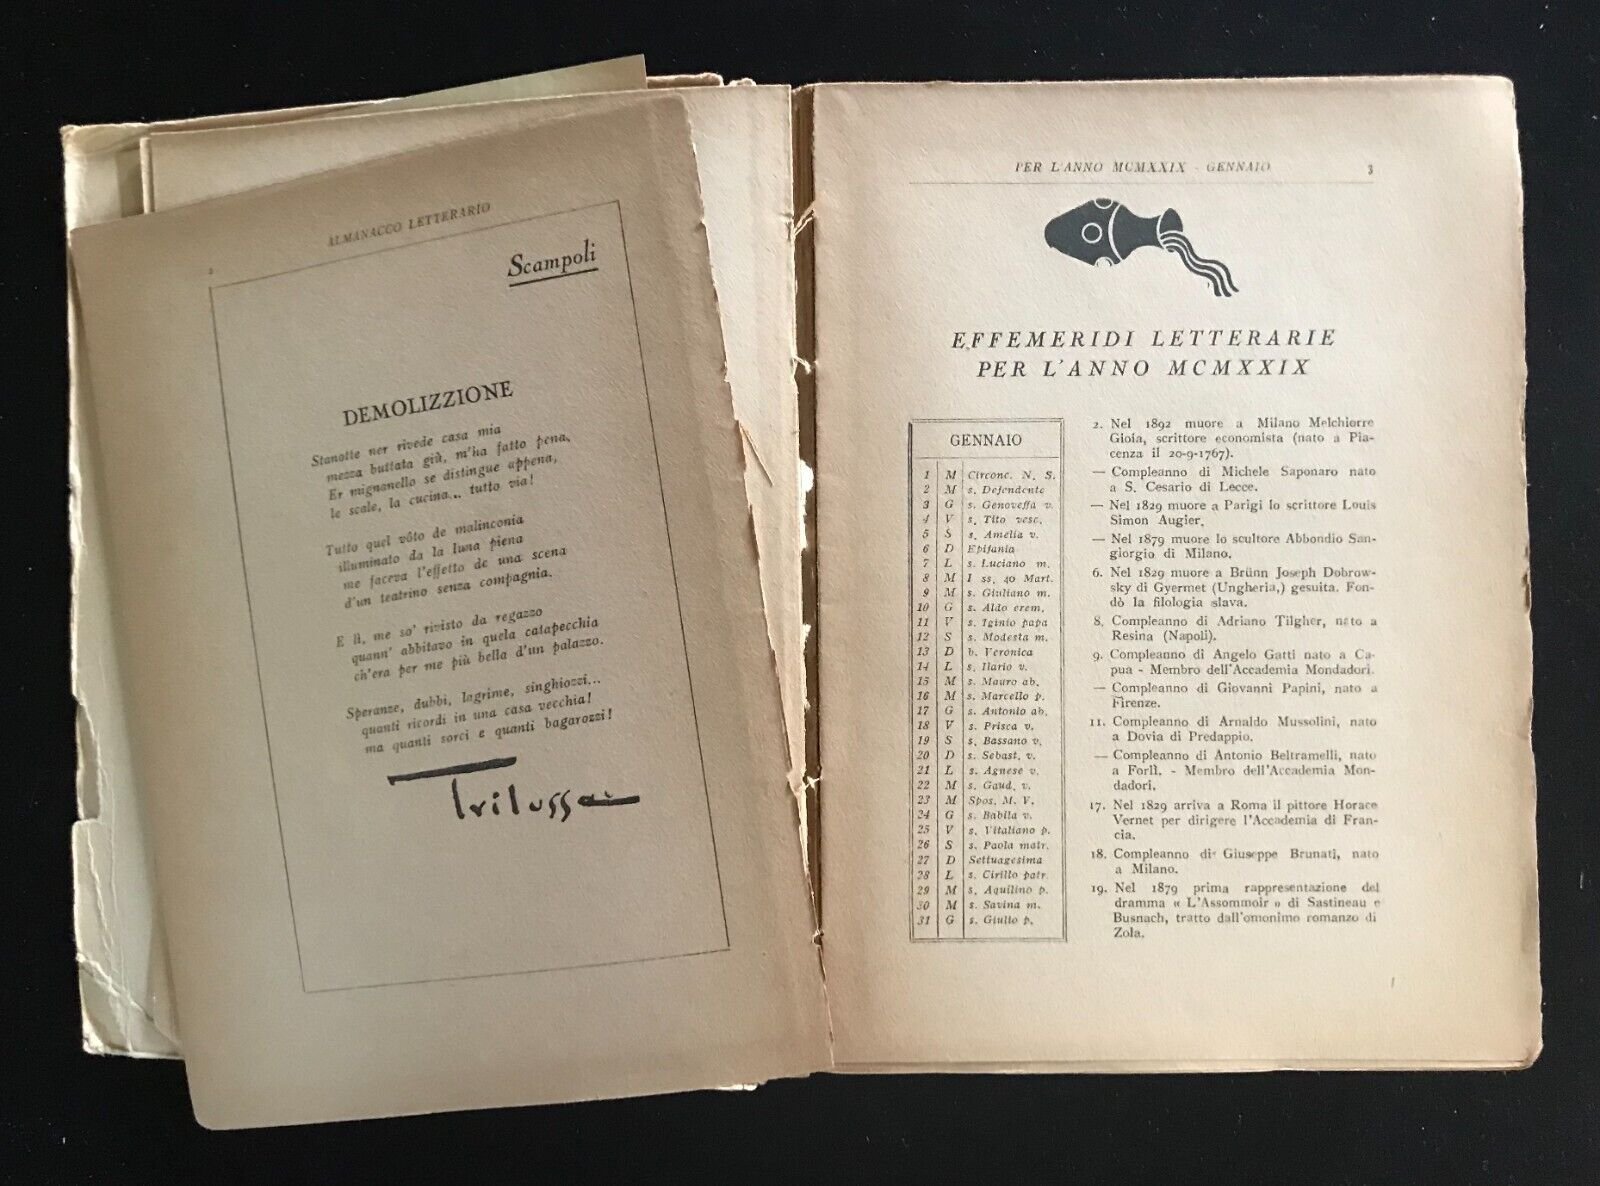 2
ALMANACCO LETTERARIO
Scampoli
DEMOLIZZIONE
Stanotte ner rivede casa mia
mezza buttata giù, m'ha fatto pena.
Er mignanello se distingue appena,
le scale, la cucina... tutto via!
Tutto quel vôto de malinconia
illuminato da la luna piena
me faceva l'effetto de una scena
d'un teatrino senza compagnia.
E lì, me so' rivisto da regazzo
quann' abbitavo in quela catapecchia
ch'era per me più bella d'un palazzo.
Speranze, dubbi, lagrime, singhiozzi...
quanti ricordi in una casa vecchia!
ma quanti sorci e quanti bagarozzi!
Trilussa
PER L'ANNO MCMXXIX - GENNAIO 3
EFFEMERIDI LETTERARIE
PER L'ANNO MCMXXIX
GENNAIO
1 M Circonc. N. S.
2 M s. Defendente
3 G s. Genoveffa v.
4 V s. Tito vesc.
5 S s. Amelia v.
6 D Epifania
7 L s. Luciano m.
8 M I ss. 40 Mart.
9 M s. Giuliano m.
10 G s. Aldo erem.
11 V s. Iginio papa
12 S s. Modesta m.
13 D b. Veronica
14 L s. Ilario v.
15 M s. Mauro ab.
16 M s. Marcello p.
17 G s. Antonio ab.
18 V s. Prisca v.
19 S s. Bassano v.
20 D s. Sebast. v.
21 L s. Agnese v.
22 M s. Gaud. v.
23 M Spos. M. V.
24 G s. Babila v.
25 V s. Vitaliano p.
26 S s. Paola matr.
27 D Settuagesima
28 L s. Cirillo patr.
29 M s. Aquilino p.
30 M s. Savina m.
31 G s. Giulio p.
2. Nel 1892 muore a Milano Melchiorre
Gioia, scrittore economista (nato a Pia-
cenza il 20-9-1767).
— Compleanno di Michele Saponaro nato
a S. Cesario di Lecce.
— Nel 1829 muore a Parigi lo scrittore Louis
Simon Augier.
— Nel 1879 muore lo scultore Abbondio San-
giorgio di Milano.
6. Nel 1829 muore a Brünn Joseph Dobrow-
sky di Gyermet (Ungheria,) gesuita. Fon-
dò la filologia slava.
8. Compleanno di Adriano Tilgher, nato a
Resina (Napoli).
9. Compleanno di Angelo Gatti nato a Ca-
pua - Membro dell'Accademia Mondadori.
— Compleanno di Giovanni Papini, nato a
Firenze.
11. Compleanno di Arnaldo Mussolini, nato
a Dovia di Predappio.
— Compleanno di Antonio Beltramelli, nato
a Forlì. - Membro dell'Accademia Mon-
dadori.
17. Nel 1829 arriva a Roma il pittore Horace
Vernet per dirigere l'Accademia di Fran-
cia.
18. Compleanno di Giuseppe Brunati, nato
a Milano.
19. Nel 1879 prima rappresentazione del
dramma « L'Assommoir » di Sastineau e
Busnach, tratto dall'omonimo romanzo di
Zola.